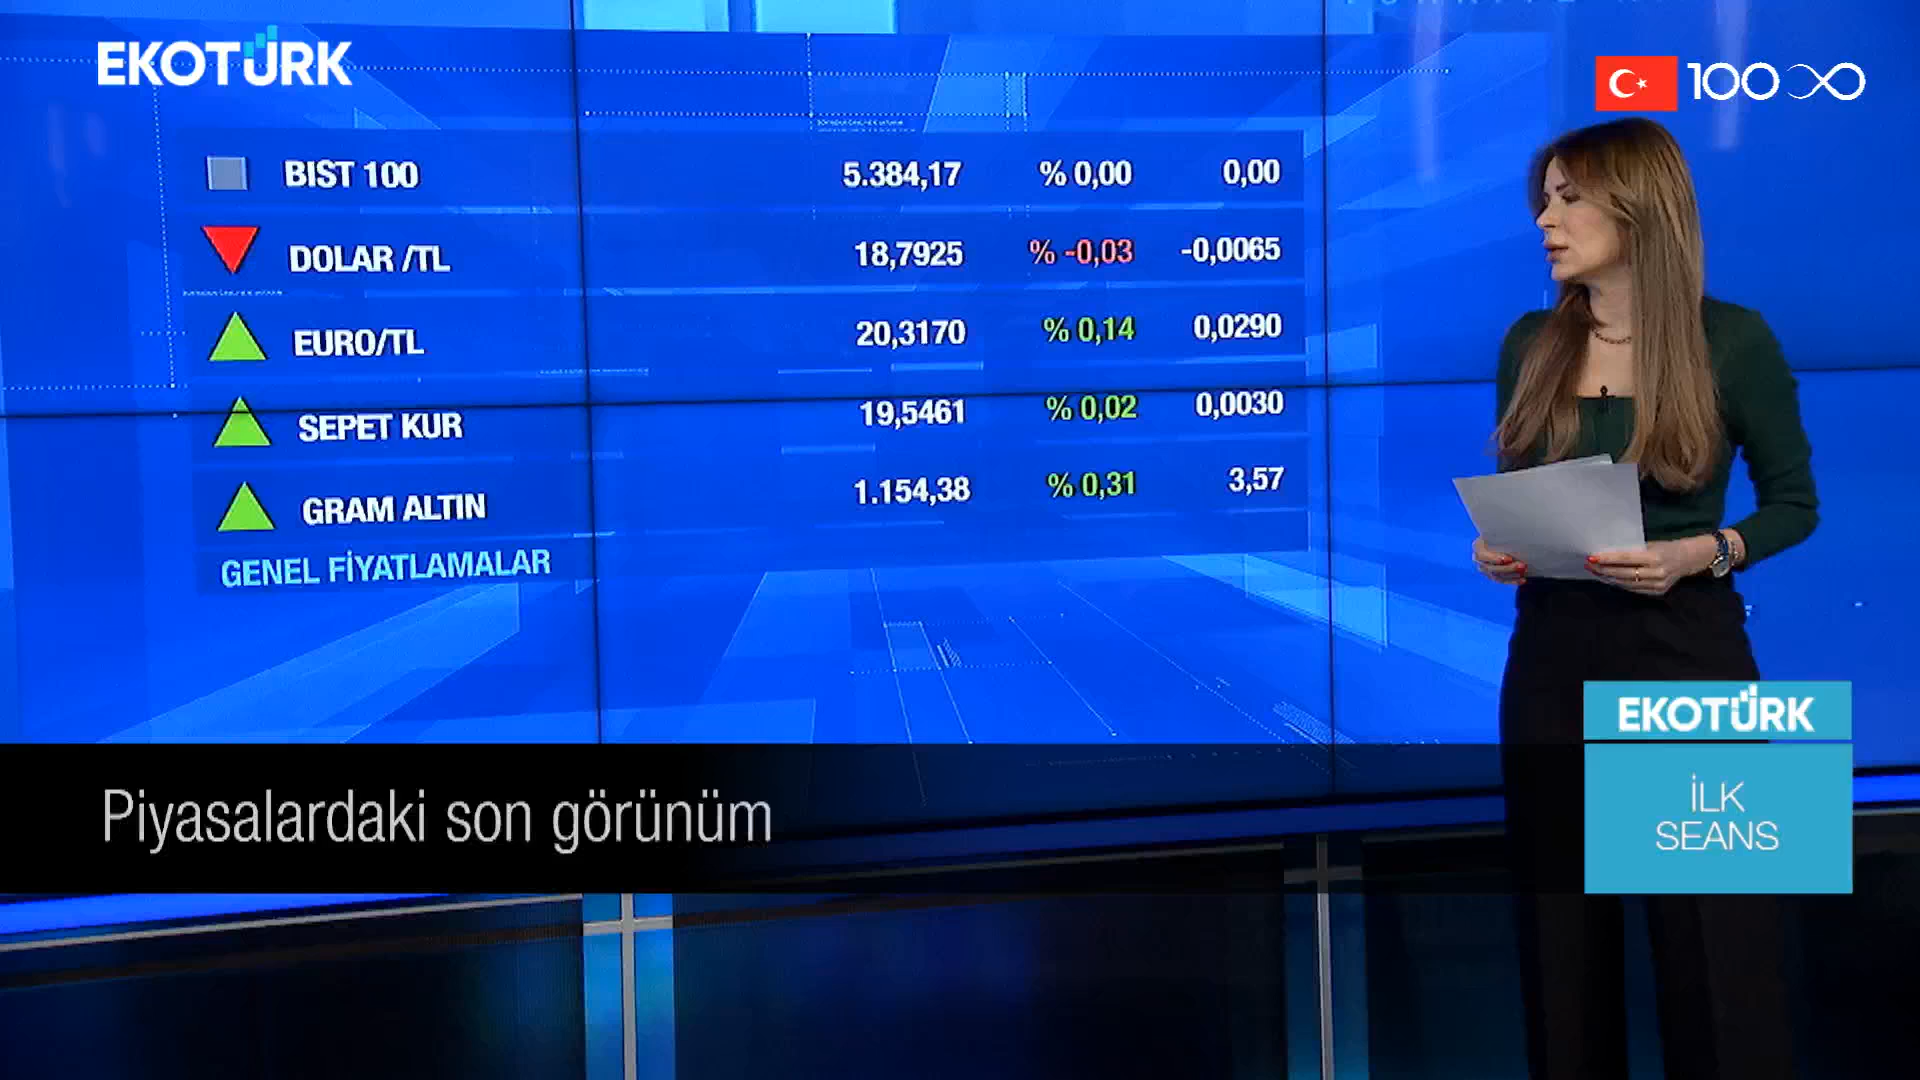 EKOTÜRK
100
BIST 100 5.384,17 % 0,00 0,00
DOLAR /TL 18,7925 % -0,03 -0,0065
EURO/TL 20,3170 % 0,14 0,0290
SEPET KUR 19,5461 % 0,02 0,0030
GRAM ALTIN 1.154,38 % 0,31 3,57
GENEL FİYATLAMALAR
EKOTÜRK
Piyasalardaki son görünüm
İLK
SEANS